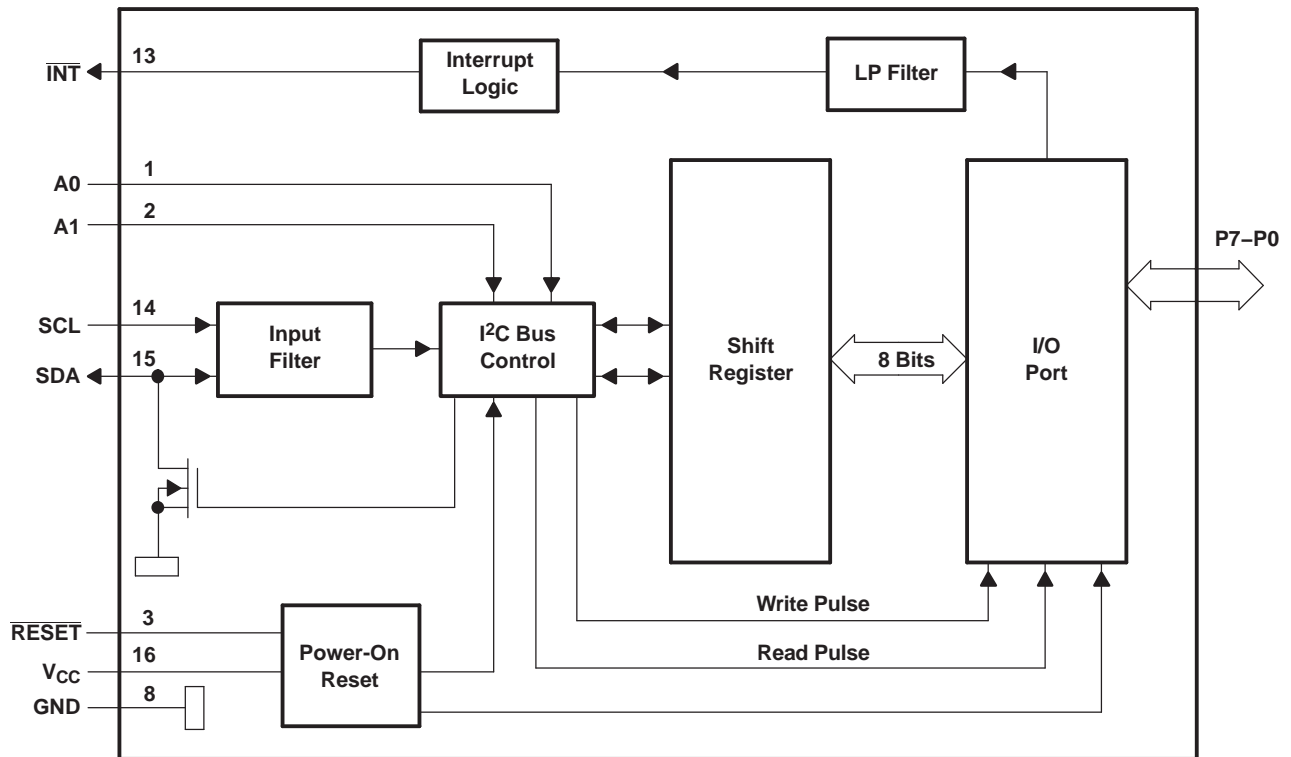 INT
13
Interrupt
Logic
LP Filter
A0
1
A1
2
P7–P0
SCL
14
SDA
15
Input
Filter
I2C Bus
Control
Shift
Register
8 Bits
I/O
Port
Write Pulse
Read Pulse
RESET
3
VCC
16
GND
8
Power-On
Reset